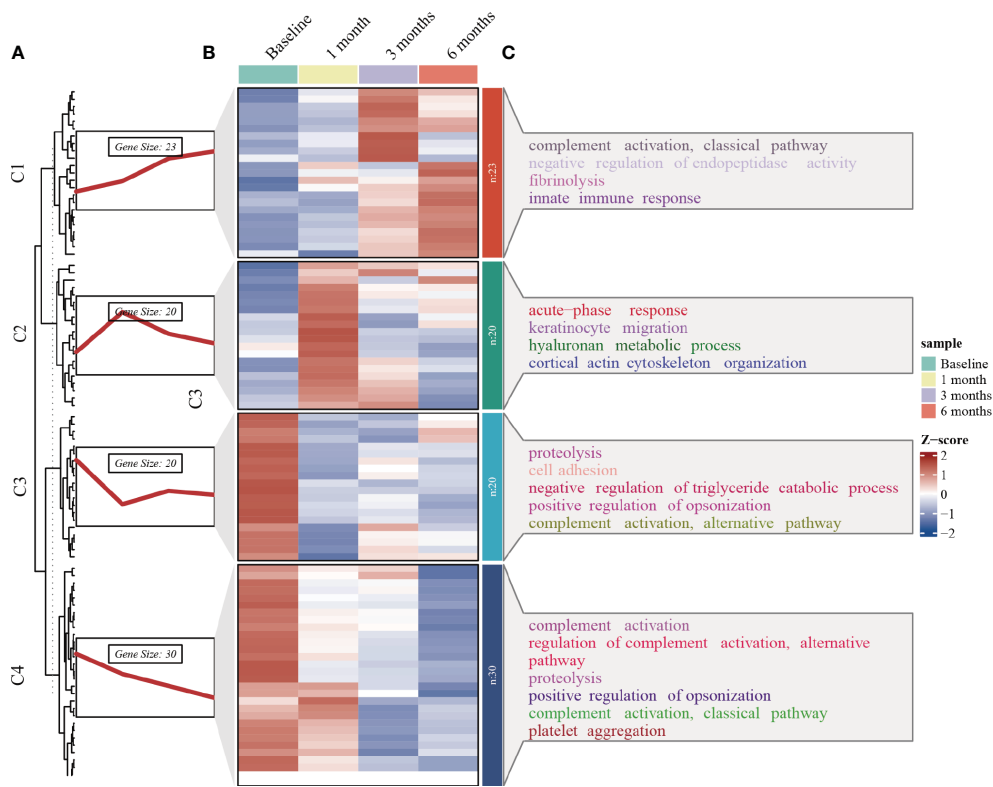 A
B
C
Baseline
1 month
3 months
6 months
C1
Gene Size: 23
n:23
complement activation, classical pathway
negative regulation of endopeptidase activity
fibrinolysis
innate immune response
C2
Gene Size: 20
C3
n:20
acute-phase response
keratinocyte migration
hyaluronan metabolic process
cortical actin cytoskeleton organization
C3
Gene Size: 20
n:20
proteolysis
cell adhesion
negative regulation of triglyceride catabolic process
positive regulation of opsonization
complement activation, alternative pathway
C4
Gene Size: 30
n:30
complement activation
regulation of complement activation, alternative
pathway
proteolysis
positive regulation of opsonization
complement activation, classical pathway
platelet aggregation
sample
Baseline
1 month
3 months
6 months
Z-score
2
1
0
-1
-2